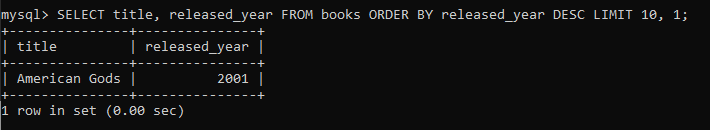 mysql> SELECT title, released_year FROM books ORDER BY released_year DESC LIMIT 10, 1;
+---------------+---------------+
| title         | released_year |
+---------------+---------------+
| American Gods |          2001 |
+---------------+---------------+
1 row in set (0.00 sec)